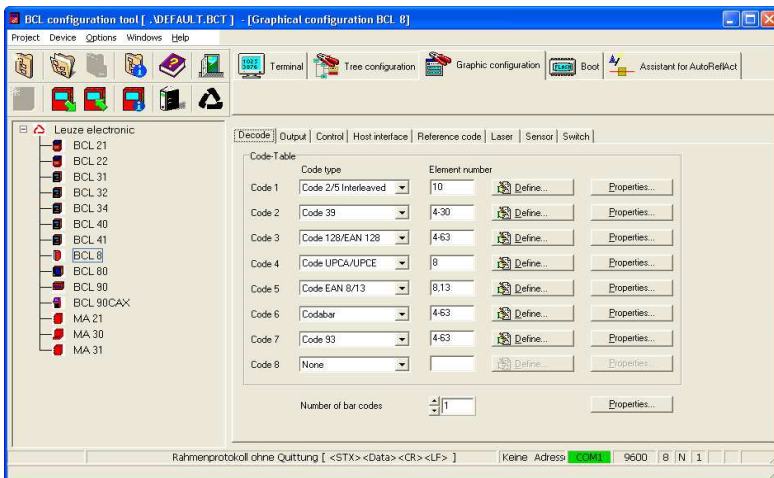 BCL configuration tool [ .\DEFAULT.BCT ] - [Graphical configuration BCL 8]
Project Device Options Windows Help
Terminal Tree configuration Graphic configuration Boot Assistant for AutoReflAct
Leuze electronic
BCL 21
BCL 22
BCL 31
BCL 32
BCL 34
BCL 40
BCL 41
BCL 8
BCL 80
BCL 90
BCL 90CAX
MA 21
MA 30
MA 31
Decode Output Control Host interface Reference code Laser Sensor Switch
Code-Table
Code type Element number
Code 1 Code 2/5 Interleaved 10 Define... Properties...
Code 2 Code 39 4-30 Define... Properties...
Code 3 Code 128/EAN 128 4-63 Define... Properties...
Code 4 Code UPCA/UPCE 8 Define... Properties...
Code 5 Code EAN 8/13 8,13 Define... Properties...
Code 6 Codabar 4-63 Define... Properties...
Code 7 Code 93 4-63 Define... Properties...
Code 8 None Define... Properties...
Number of bar codes 1 Properties...
Rahmenprotokoll ohne Quittung [ <STX><Data><CR><LF> ] Keine Adress COM1 9600 8 N 1